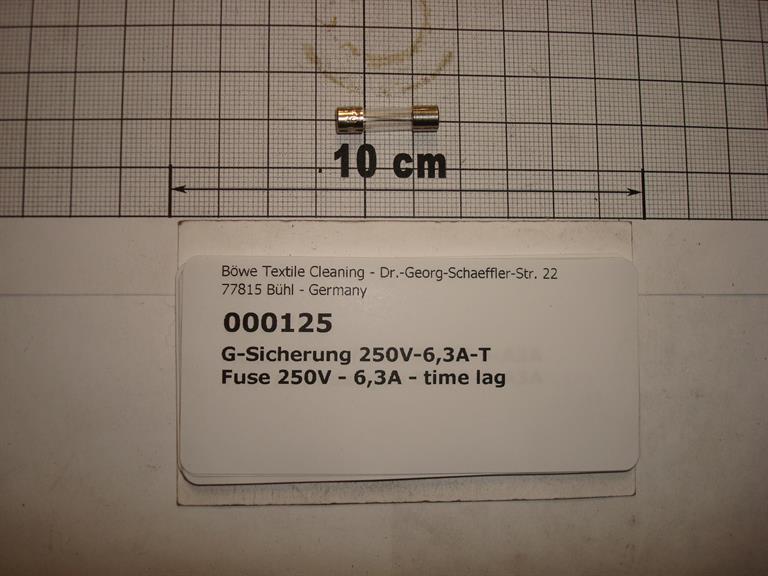 10 cm
Böwe Textile Cleaning - Dr.-Georg-Schaeffler-Str. 22
77815 Bühl - Germany
000125
G-Sicherung 250V-6,3A-T
Fuse 250V - 6,3A - time lag